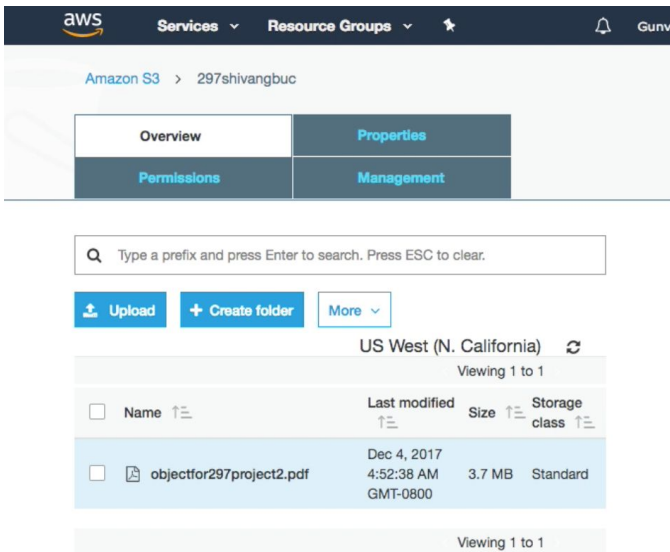 aws Services Resource Groups Gunv
Amazon S3 > 297shivangbuc
Overview Properties
Permissions Management
Type a prefix and press Enter to search. Press ESC to clear.
Upload + Create folder More
US West (N. California)
Viewing 1 to 1
Name Last modified Size Storage class
objectfor297project2.pdf Dec 4, 2017 4:52:38 AM GMT-0800 3.7 MB Standard
Viewing 1 to 1